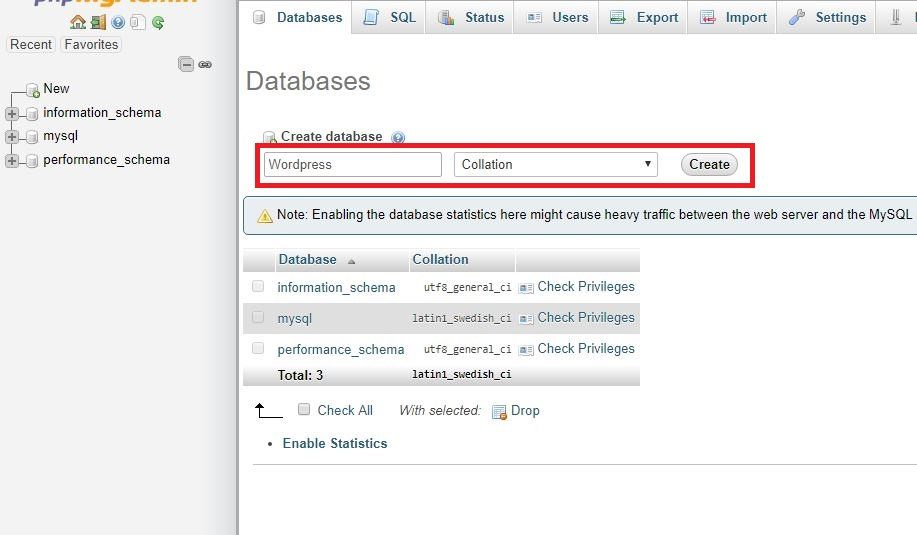 phpMyAdmin
Recent Favorites
New
information_schema
mysql
performance_schema
Databases SQL Status Users Export Import Settings
Databases
Create database
Wordpress Collation Create
Note: Enabling the database statistics here might cause heavy traffic between the web server and the MySQL
Database Collation
information_schema utf8_general_ci Check Privileges
mysql latin1_swedish_ci Check Privileges
performance_schema utf8_general_ci Check Privileges
Total: 3 latin1_swedish_ci
Check All With selected: Drop
Enable Statistics